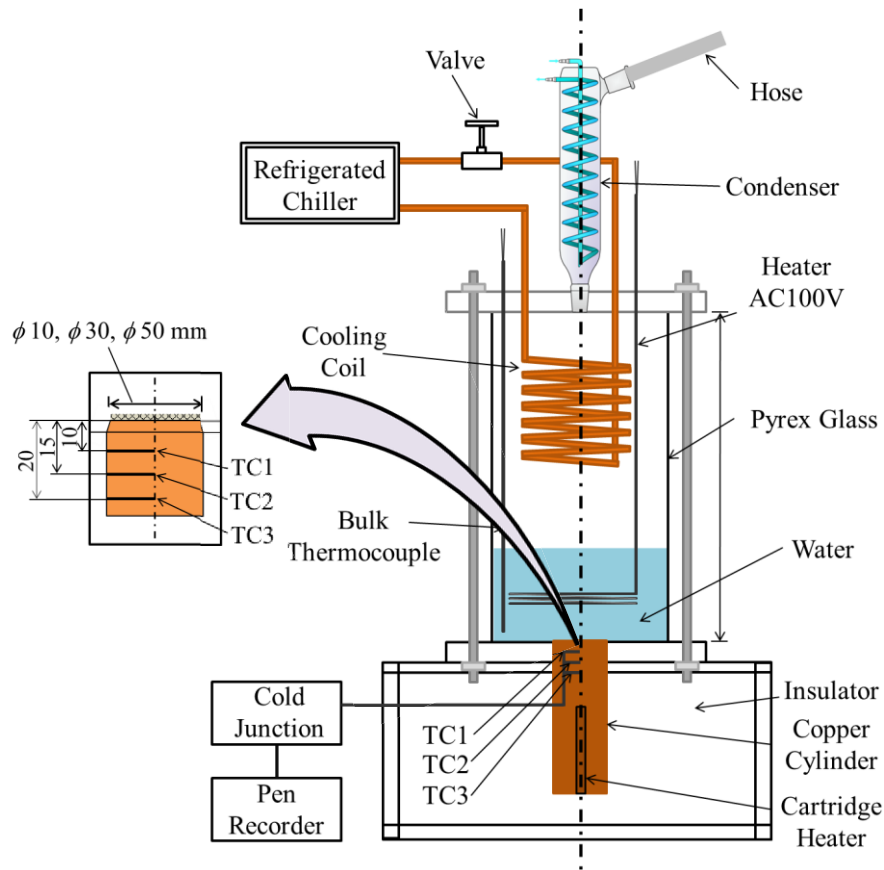 Valve
Hose
Refrigerated
Chiller
Condenser
Heater
AC100V
ϕ 10, ϕ 30, ϕ 50 mm
Cooling
Coil
Pyrex Glass
10
15
20
TC1
TC2
TC3
Bulk
Thermocouple
Water
Cold
Junction
TC1
TC2
TC3
Insulator
Copper
Cylinder
Pen
Recorder
Cartridge
Heater